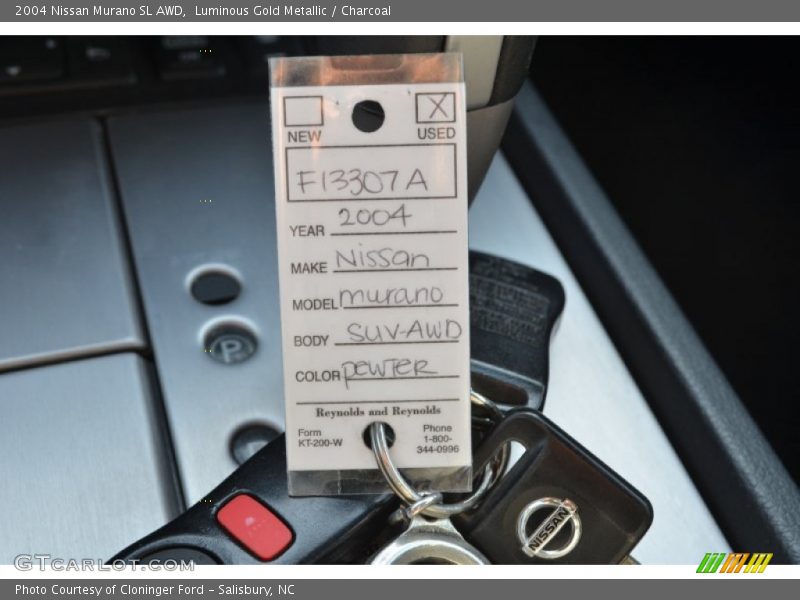 2004 Nissan Murano SL AWD, Luminous Gold Metallic / Charcoal
NEW
X
USED
F13307A
YEAR 2004
MAKE Nissan
MODEL murano
BODY SUV-AWD
COLOR pewter
Reynolds and Reynolds
Form
KT-200-W
Phone
1-800-
344-0996
P
NISSAN
GTCARLOT.COM
Photo Courtesy of Cloninger Ford - Salisbury, NC